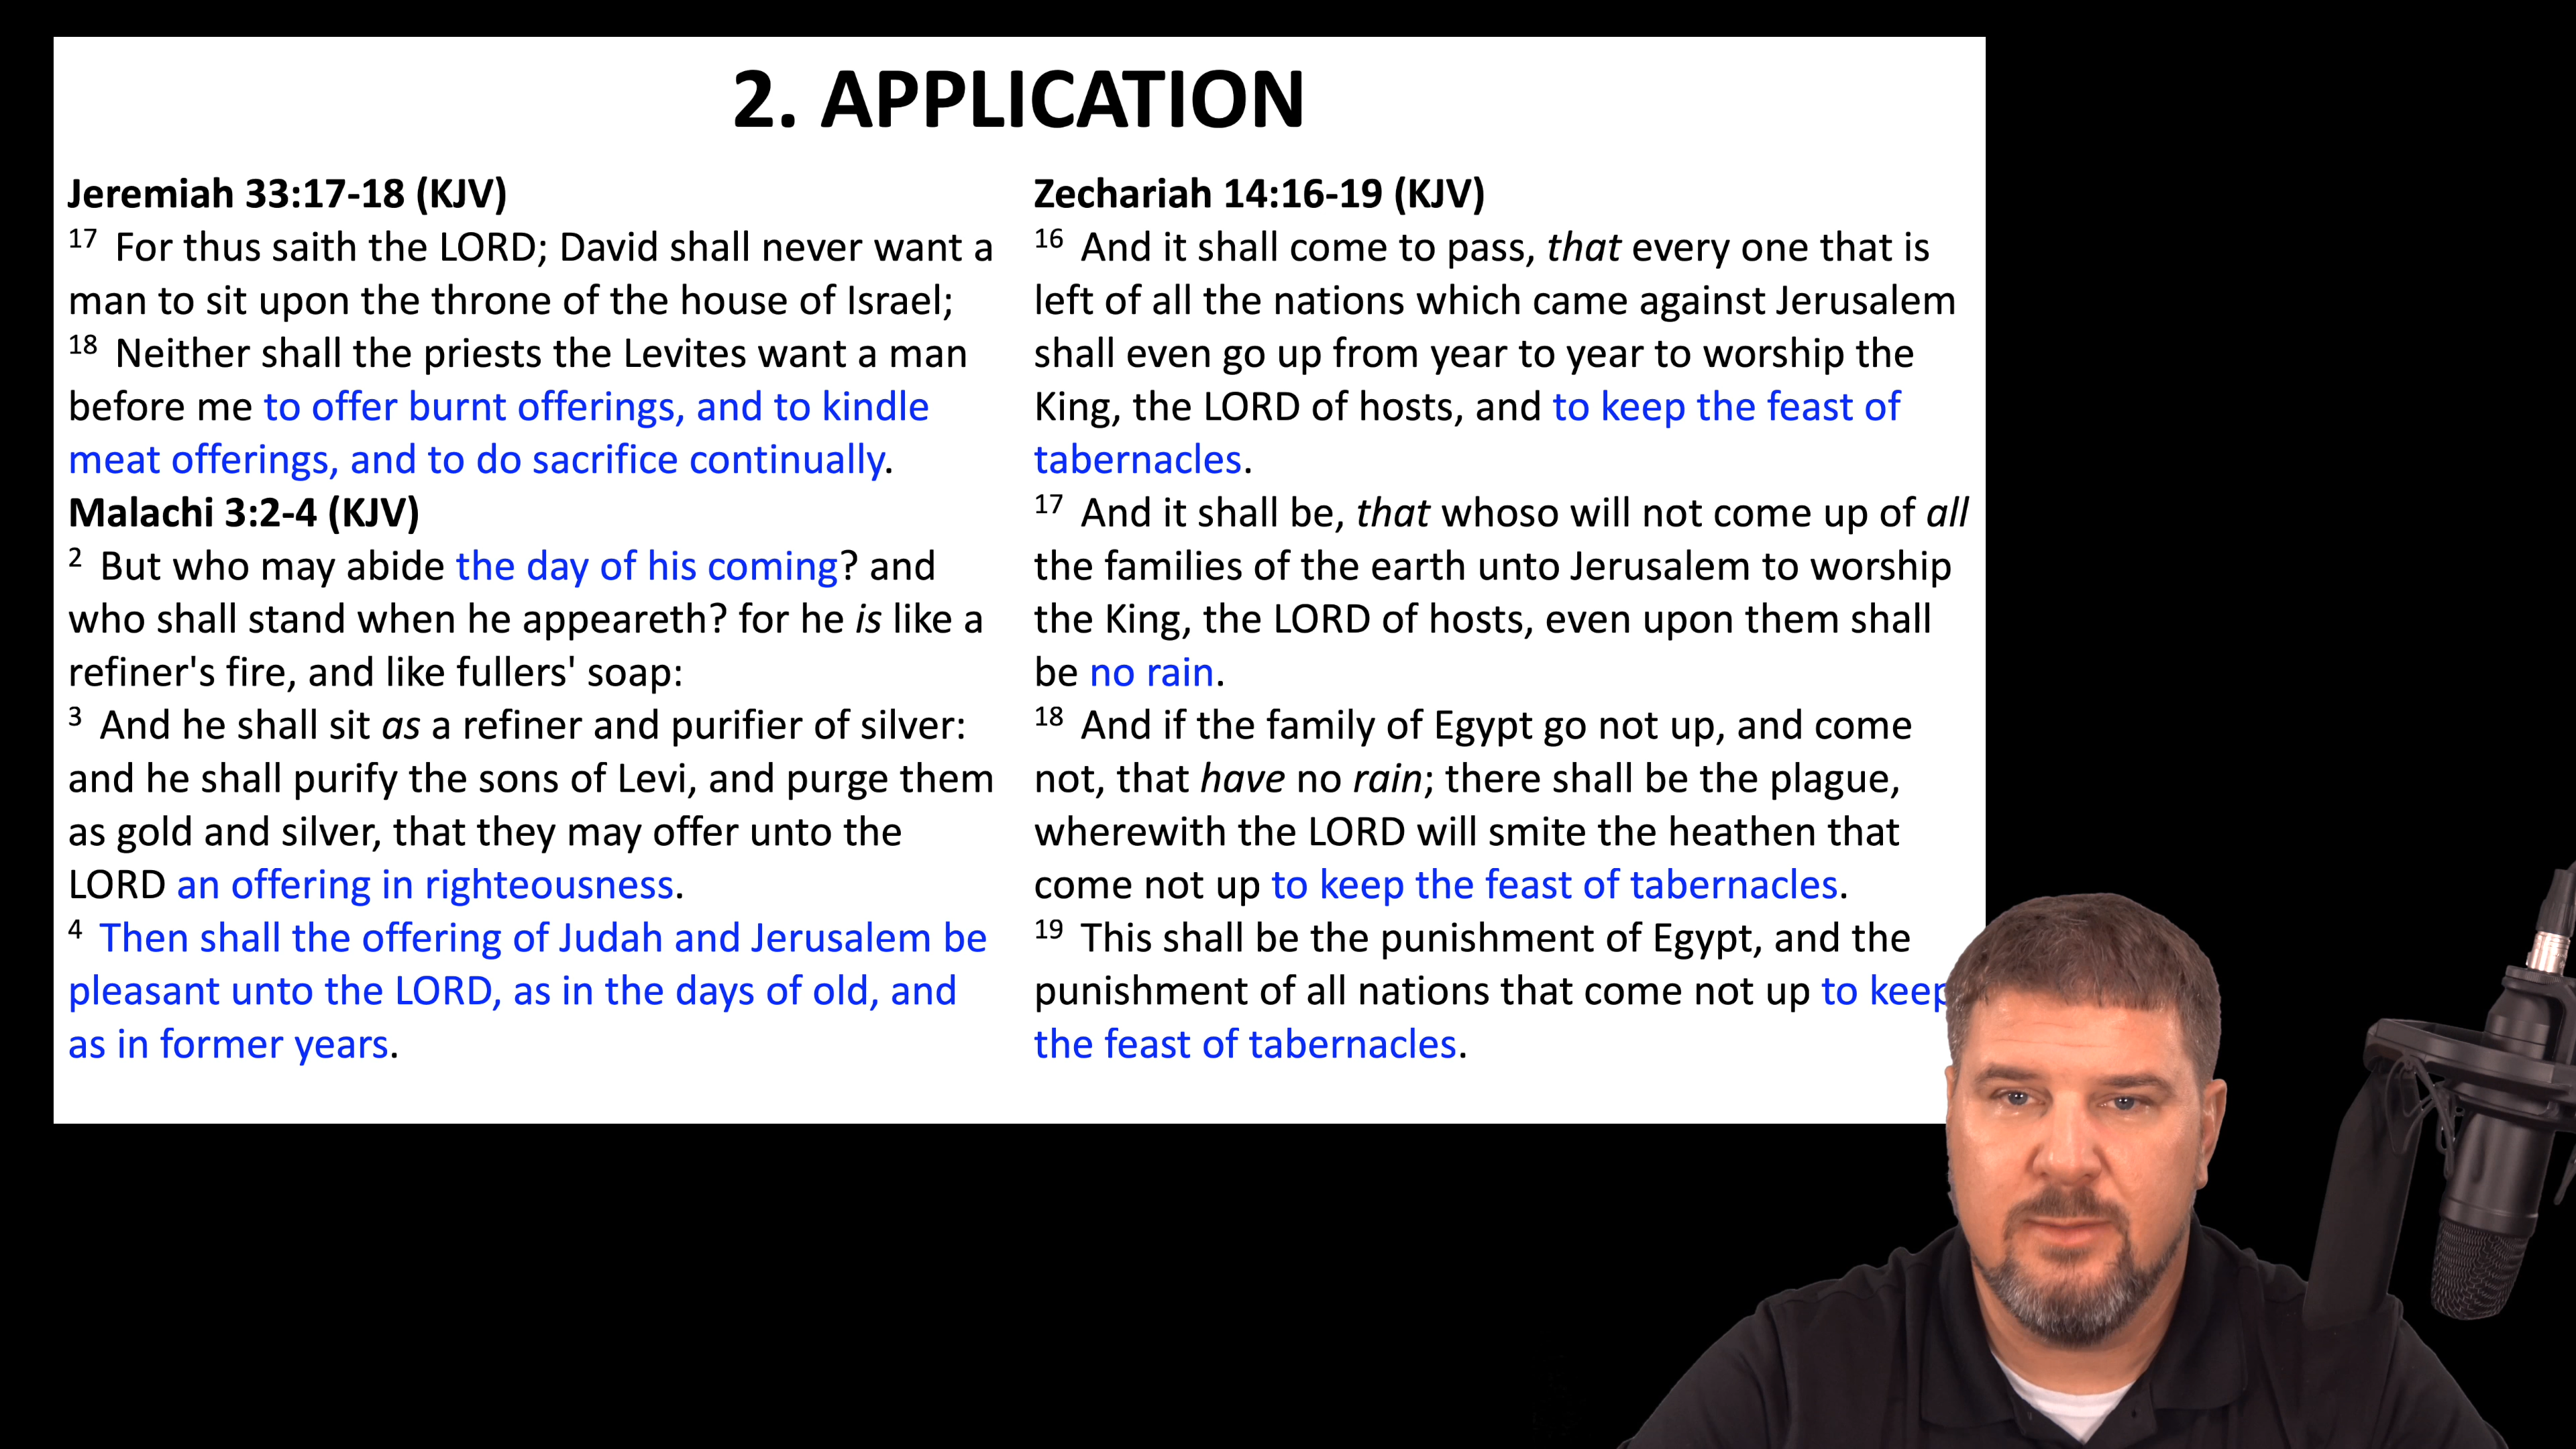 2. APPLICATION
Jeremiah 33:17-18 (KJV)
17 For thus saith the LORD; David shall never want a
man to sit upon the throne of the house of Israel;
18 Neither shall the priests the Levites want a man
before me to offer burnt offerings, and to kindle
meat offerings, and to do sacrifice continually.
Malachi 3:2-4 (KJV)
2 But who may abide the day of his coming? and
who shall stand when he appeareth? for he is like a
refiner's fire, and like fullers' soap:
3 And he shall sit as a refiner and purifier of silver:
and he shall purify the sons of Levi, and purge them
as gold and silver, that they may offer unto the
LORD an offering in righteousness.
4 Then shall the offering of Judah and Jerusalem be
pleasant unto the LORD, as in the days of old, and
as in former years.
Zechariah 14:16-19 (KJV)
16 And it shall come to pass, that every one that is
left of all the nations which came against Jerusalem
shall even go up from year to year to worship the
King, the LORD of hosts, and to keep the feast of
tabernacles.
17 And it shall be, that whoso will not come up of all
the families of the earth unto Jerusalem to worship
the King, the LORD of hosts, even upon them shall
be no rain.
18 And if the family of Egypt go not up, and come
not, that have no rain; there shall be the plague,
wherewith the LORD will smite the heathen that
come not up to keep the feast of tabernacles.
19 This shall be the punishment of Egypt, and the
punishment of all nations that come not up to keep
the feast of tabernacles.